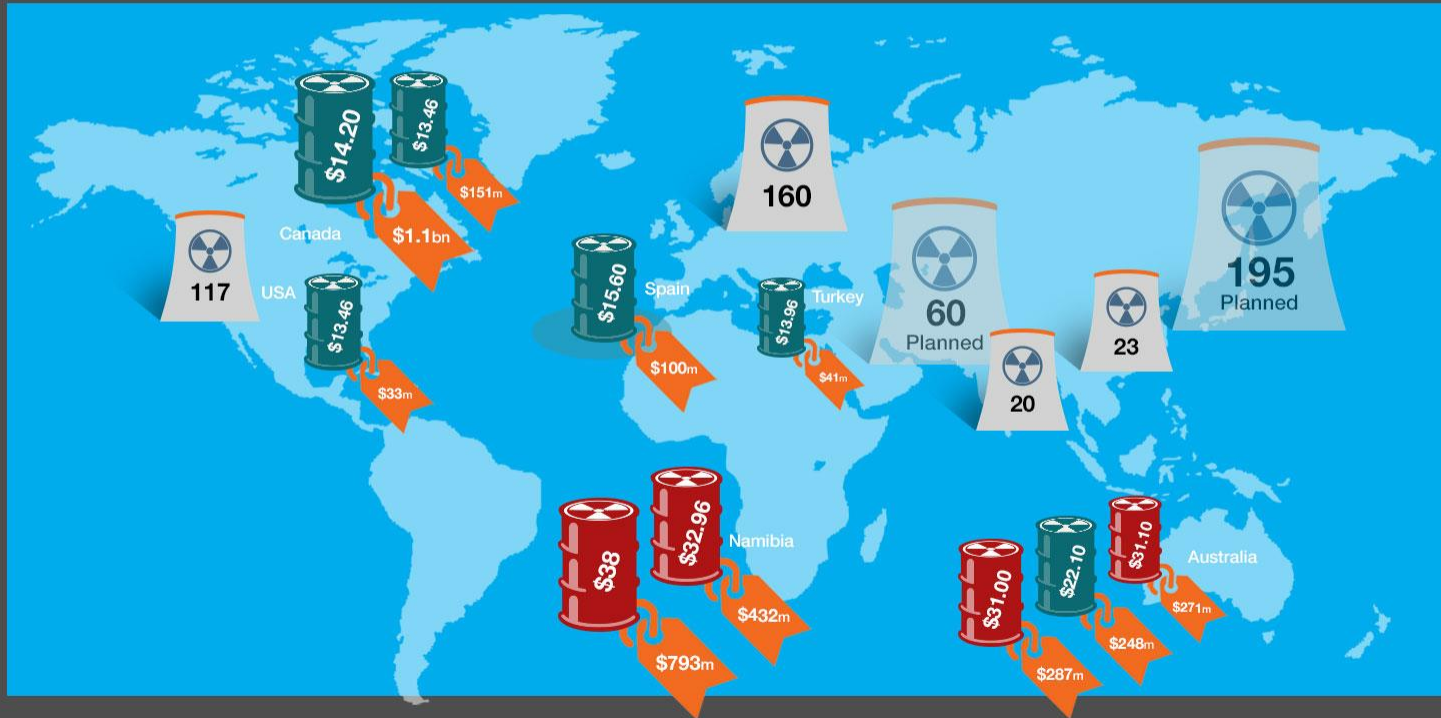 $14.20
$13.46
$151m
$1.1bn
Canada
117
USA
$13.46
$33m
160
$15.60
Spain
$100m
$13.96
Turkey
$41m
60
Planned
195
Planned
23
20
$38
$32.96
Namibia
$432m
$793m
$31.00
$22.10
$31.10
Australia
$271m
$248m
$287m